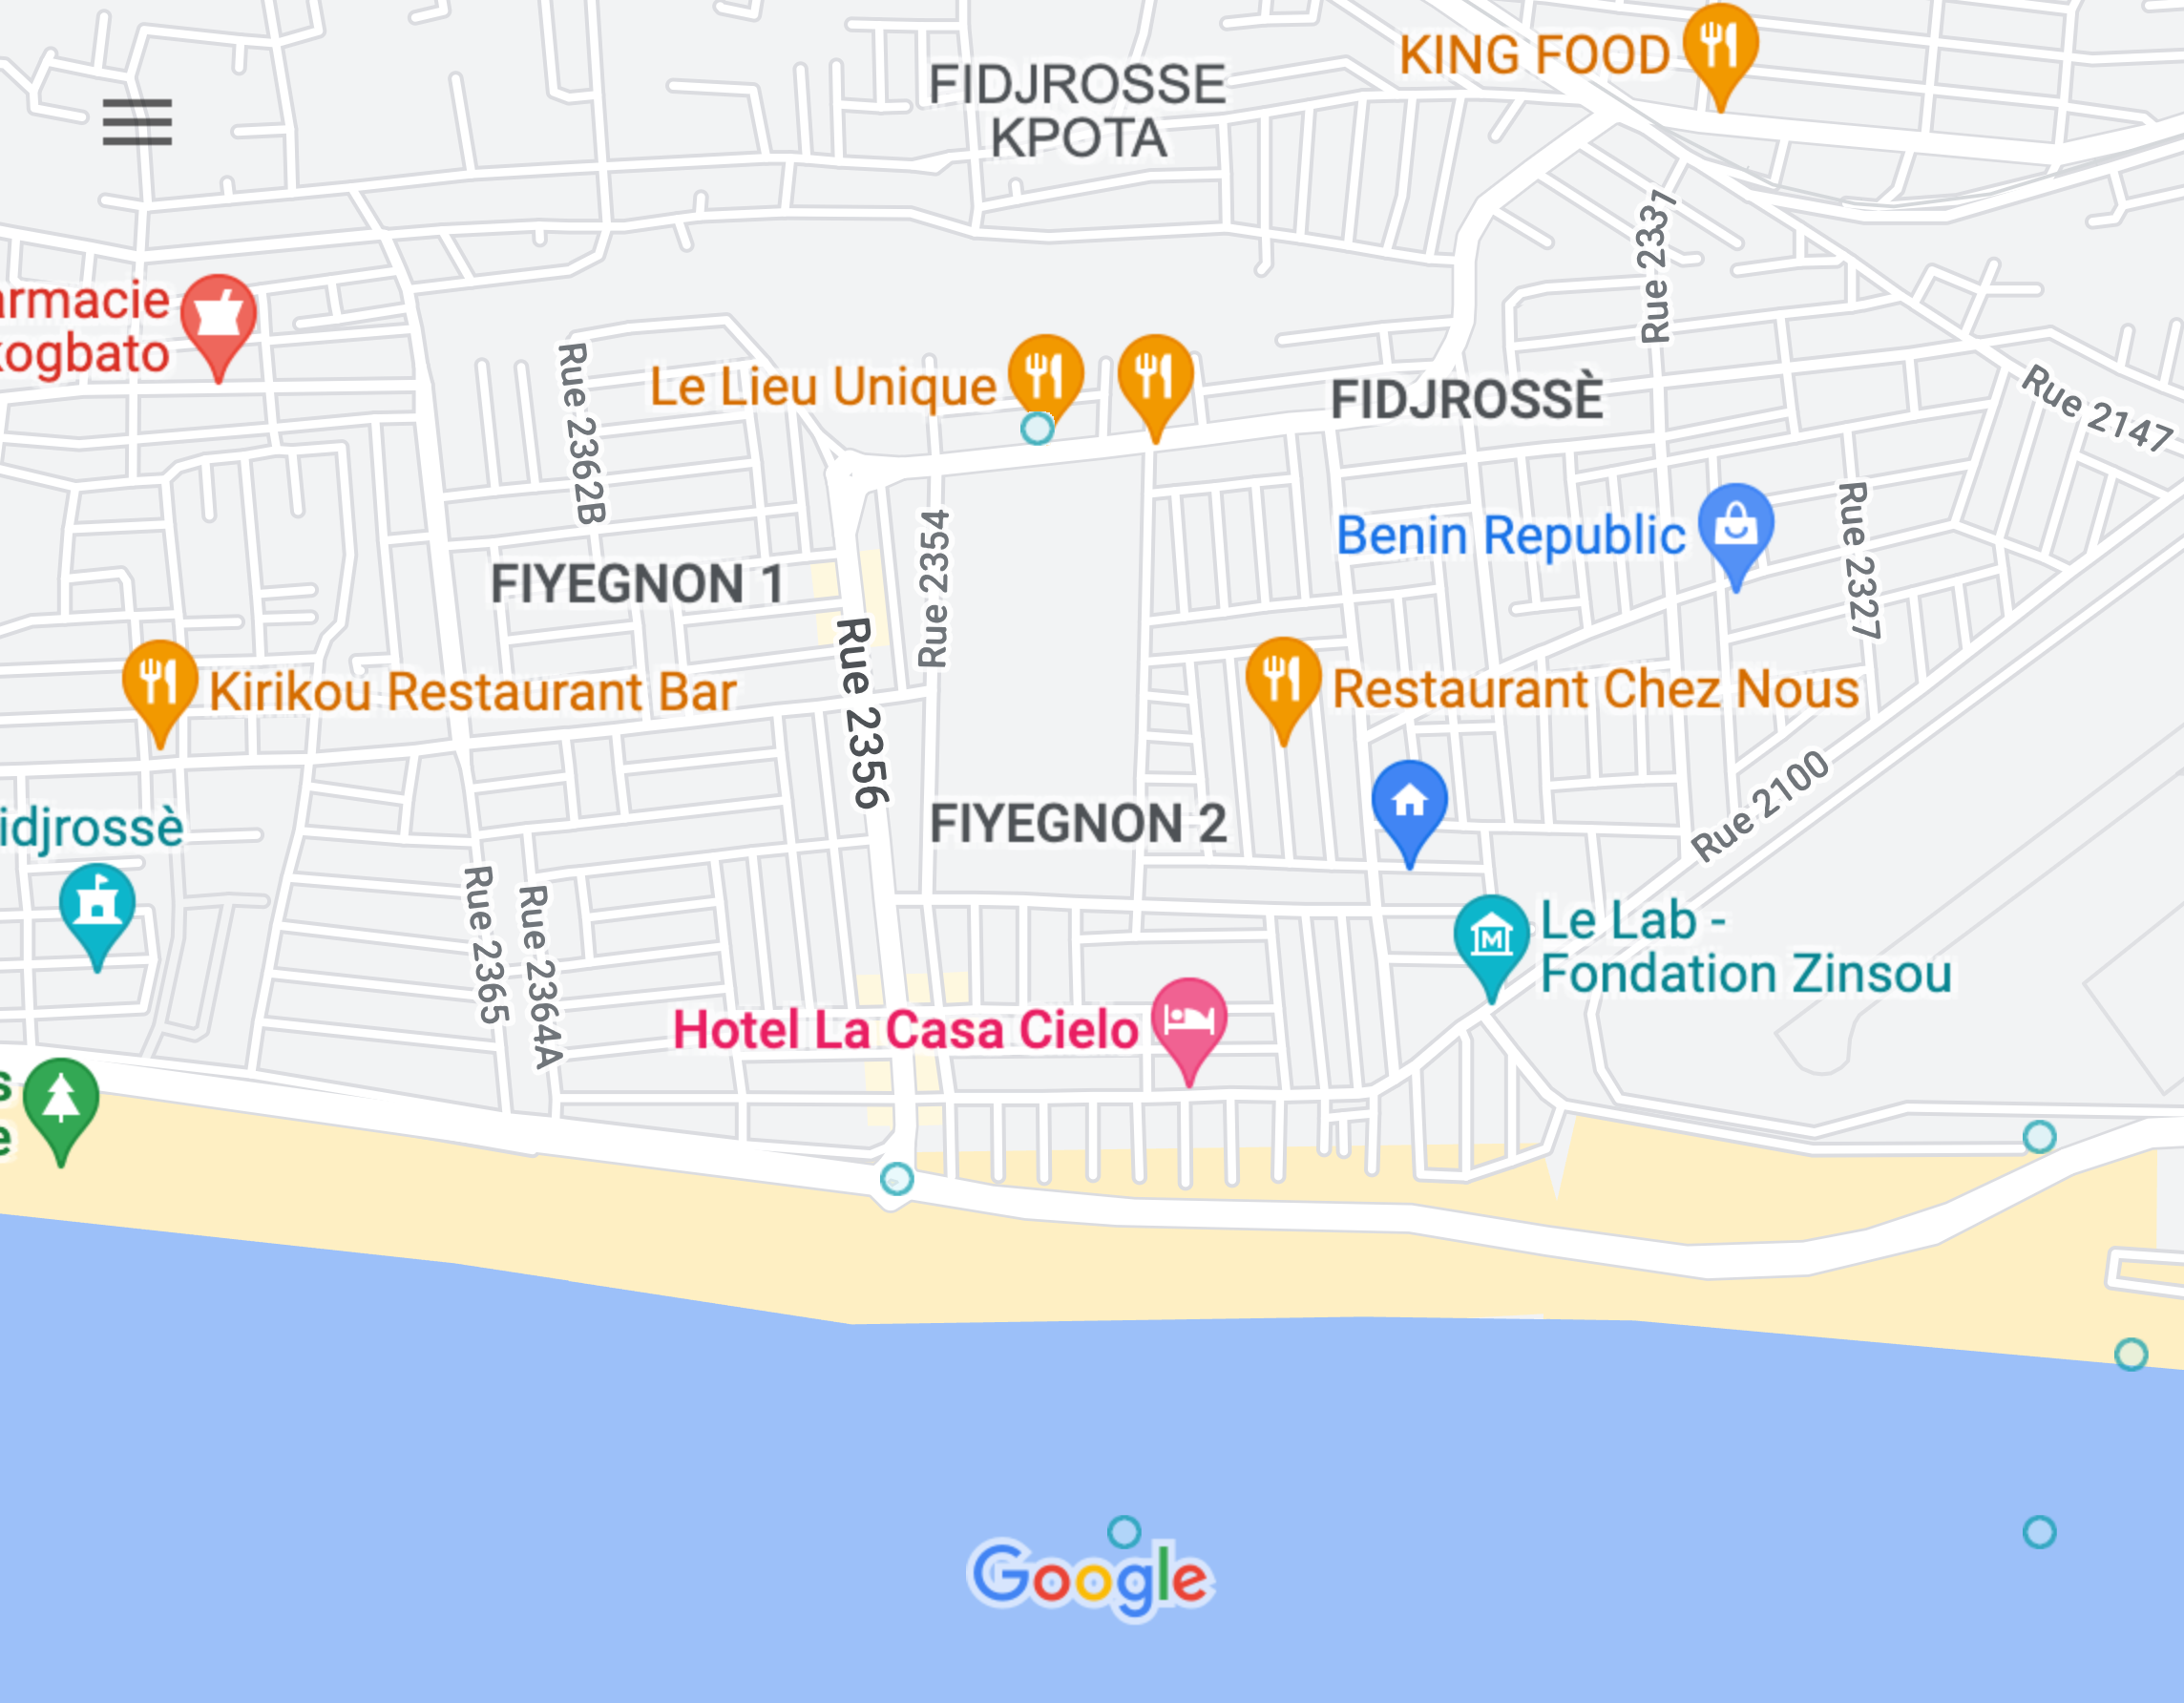 KING FOOD
FIDJROSSE
KPOTA
Rue 2337
armacie
kogbato
Rue 2362B
Le Lieu Unique
FIDJROSSÈ
Rue 2147
Benin Republic
Rue 2354
Rue 2327
FIYEGNON 1
Kirikou Restaurant Bar
Rue 2356
Restaurant Chez Nous
Rue 2100
idjrossè
FIYEGNON 2
Rue 2365
Rue 2364A
Le Lab -
Fondation Zinsou
M
Hotel La Casa Cielo
s
e
Google